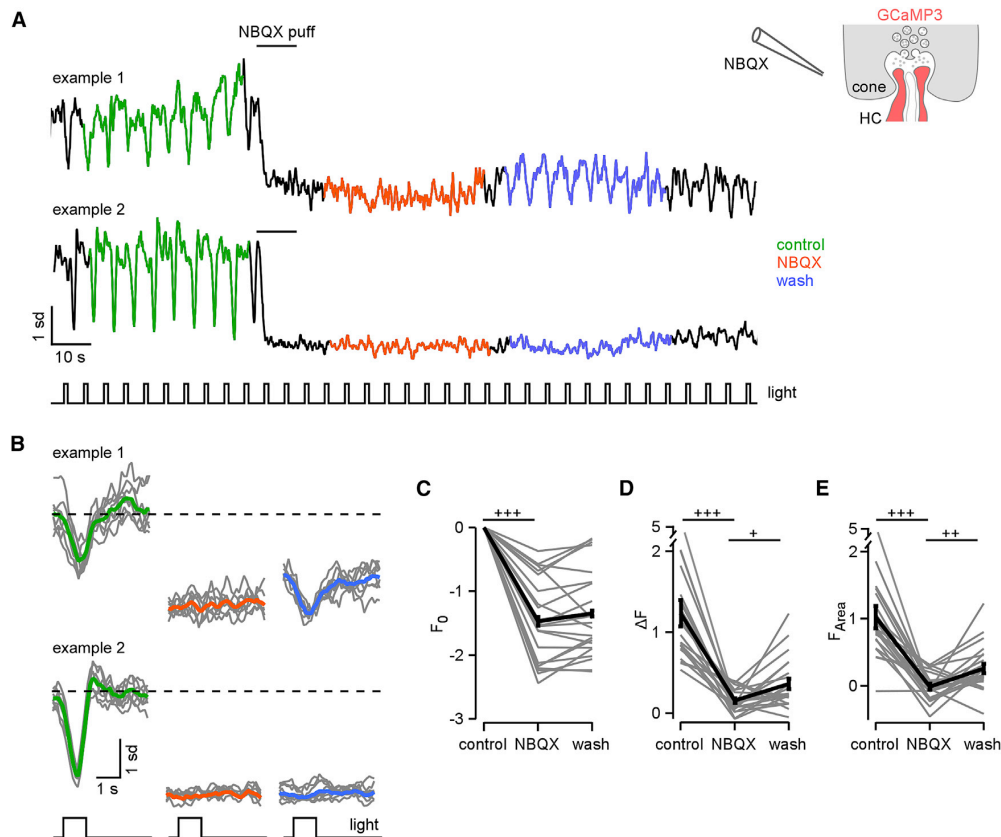 A
NBQX puff
GCaMP3
NBQX
cone
HC
example 1
example 2
control
NBQX
wash
1 sd
10 s
light
B
example 1
example 2
1 sd
1 s
light
C
+++
0
-1
-2
-3
F0
control NBQX wash
D
+++
+
5
2
1
0
ΔF
control NBQX wash
E
+++
++
5
2
1
0
FArea
control NBQX wash